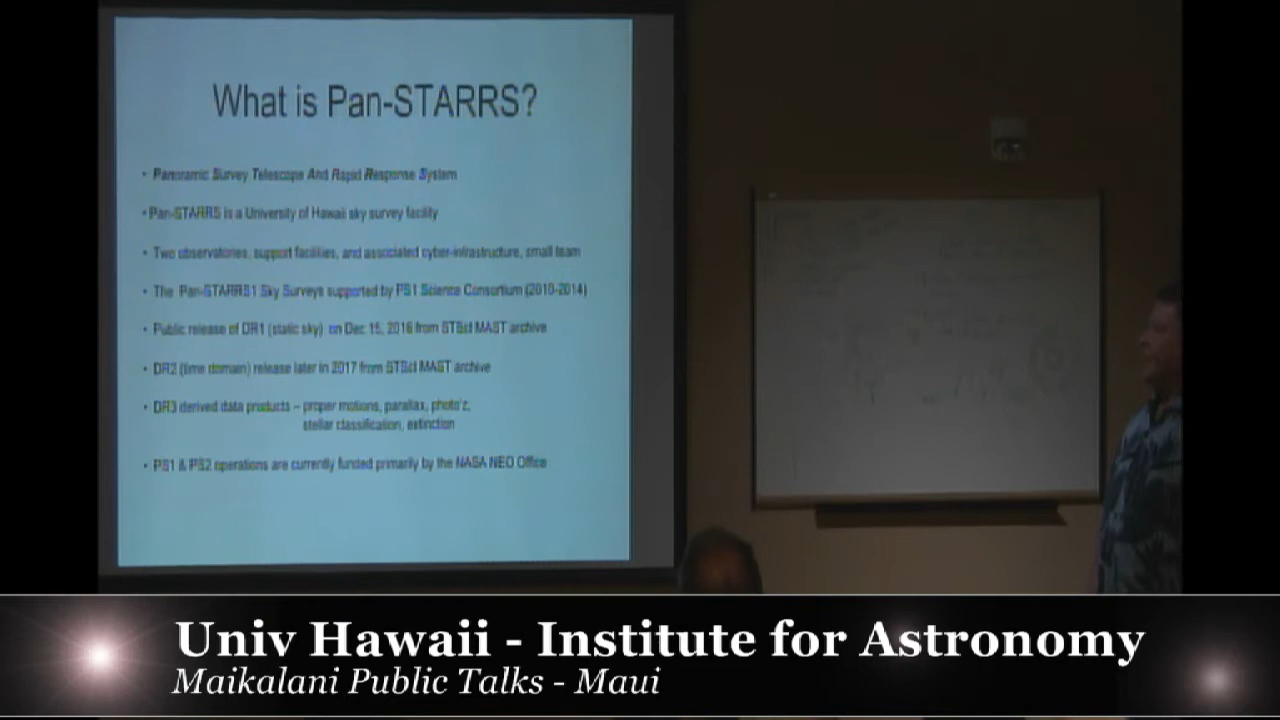 What is Pan-STARRS?
• Panoramic Survey Telescope And Rapid Response System
• Pan-STARRS is a University of Hawaii sky survey facility
• Two observatories, support facilities, and associated cyber-infrastructure, small team
• The Pan-STARRS1 Sky Surveys supported by PS1 Science Consortium (2010-2014)
• Public release of DR1 (static sky) on Dec 15, 2016 from STScI MAST archive
• DR2 (time domain) release later in 2017 from STScI MAST archive
• DR3 derived data products – proper motions, parallax, photo'z,
stellar classification, extinction
• PS1 & PS2 operations are currently funded primarily by the NASA NEO Office
Univ Hawaii - Institute for Astronomy
Maikalani Public Talks - Maui